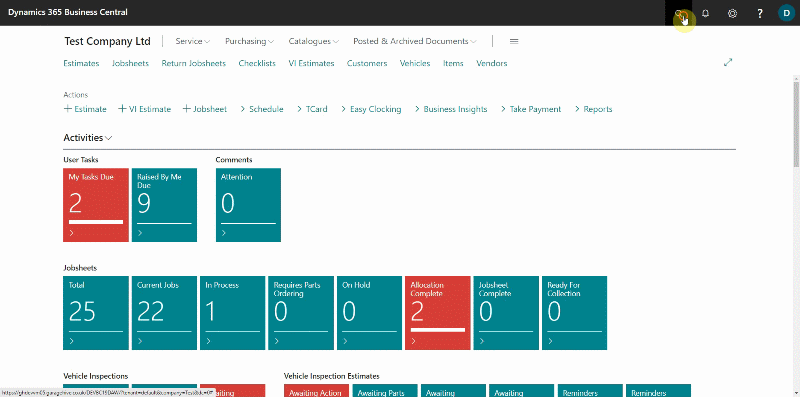 Dynamics 365 Business Central
?
D
Test Company Ltd
Service
Purchasing
Catalogues
Posted & Archived Documents
Estimates
Jobsheets
Return Jobsheets
Checklists
VI Estimates
Customers
Vehicles
Items
Vendors
Actions
+ Estimate
+ VI Estimate
+ Jobsheet
> Schedule
> TCard
> Easy Clocking
> Business Insights
> Take Payment
> Reports
Activities
User Tasks
My Tasks Due
2
Raised By Me
Due
9
Comments
Attention
0
Jobsheets
Total
25
Current Jobs
22
In Process
1
Requires Parts
Ordering
0
On Hold
0
Allocation
Complete
2
Jobsheet
Complete
0
Ready For
Collection
0
Vehicle Inspections
Vehicle Inspection Estimates
Awaiting Action
Awaiting Parts
Awaiting
Awaiting
Reminders
Reminders